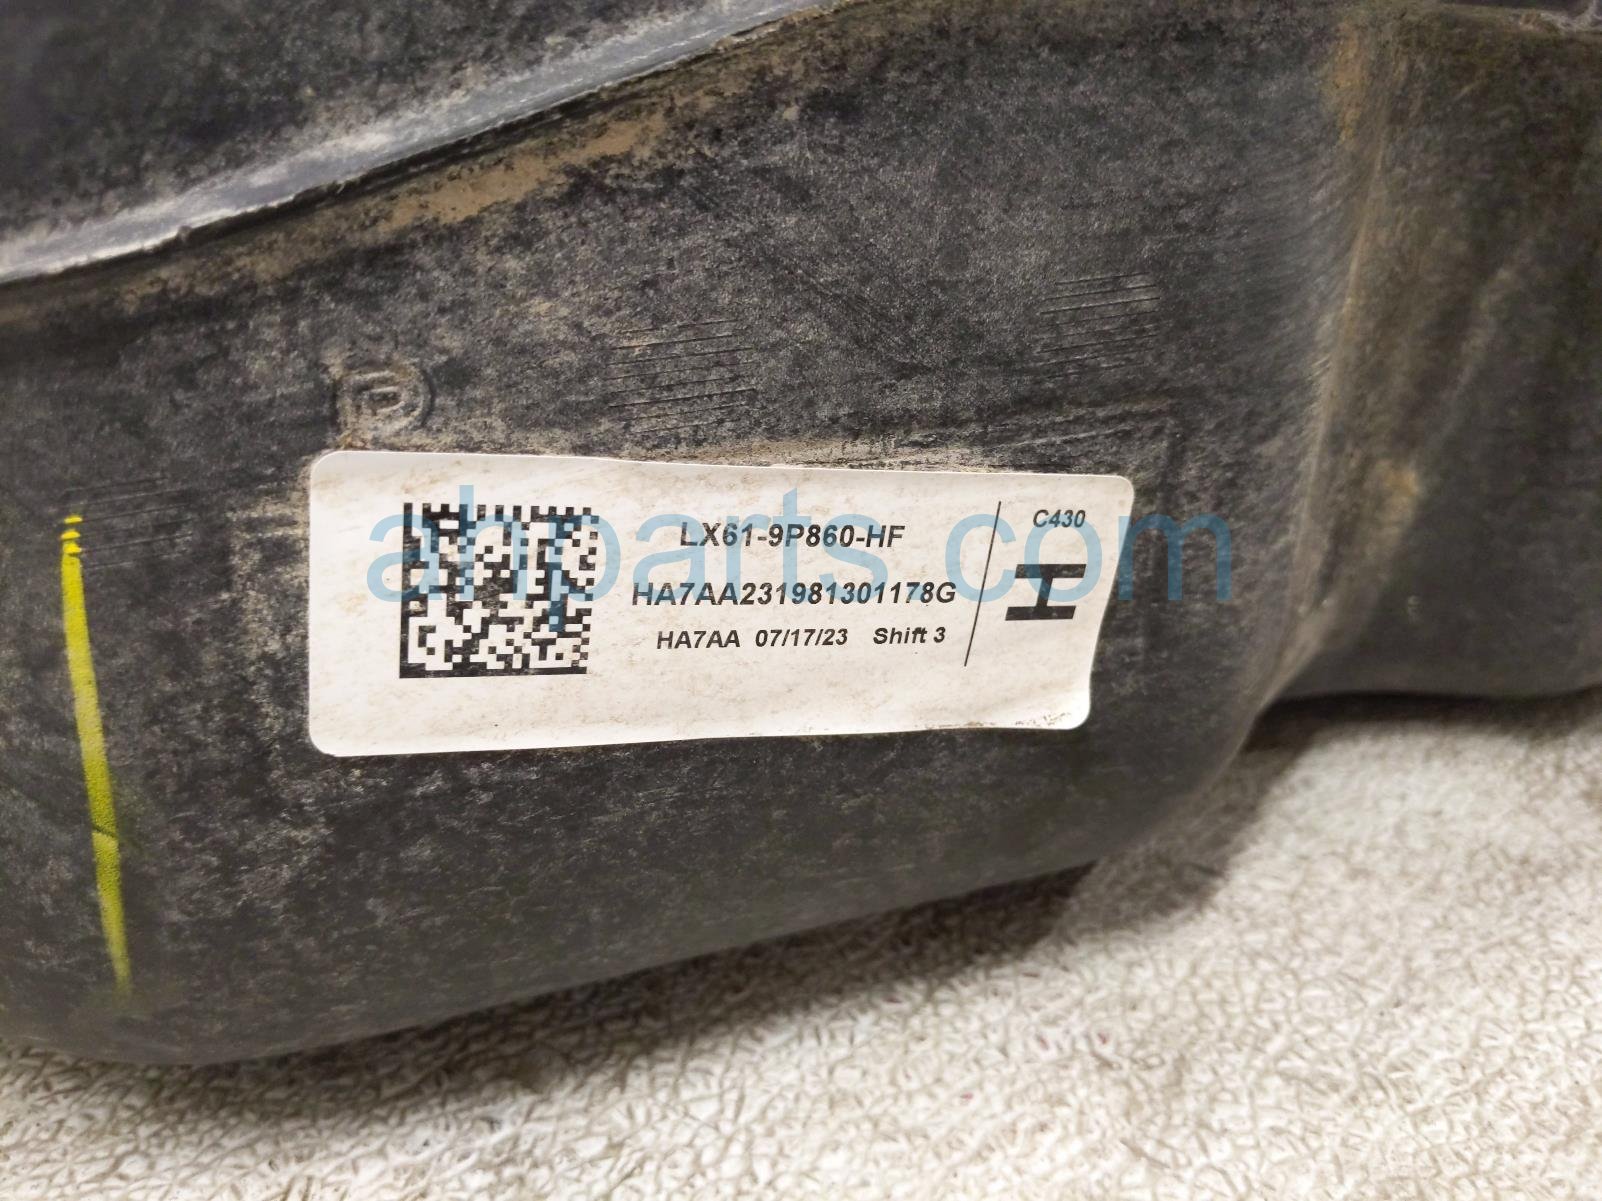 D
LX61-9P860-HF
HA7AA231981301178G
HA7AA 07/17/23 Shift 3
C430
H
ahparts.com